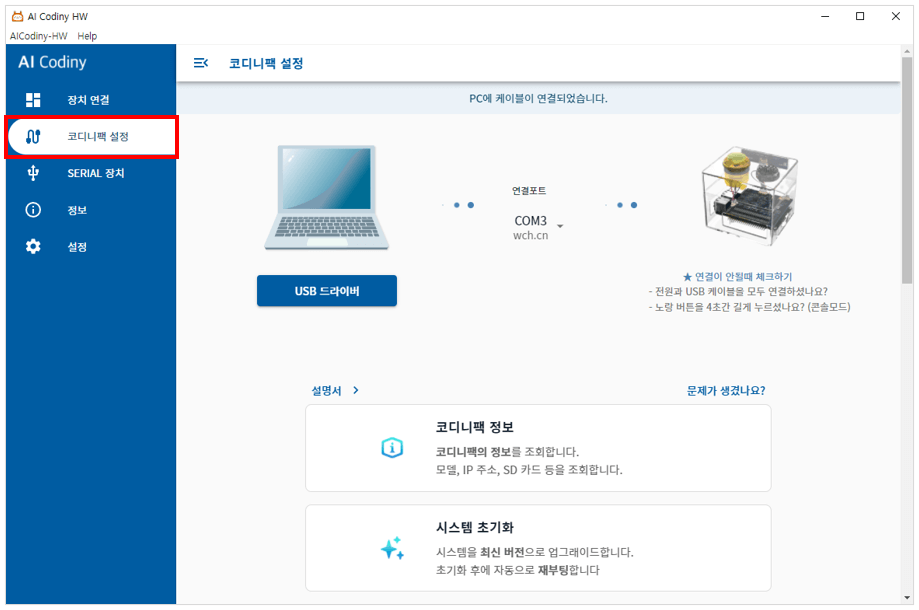 AI Codiny HW
AICodiny-HW Help
AI Codiny
장치 연결
코디니팩 설정
SERIAL 장치
정보
설정
코디니팩 설정
PC에 케이블이 연결되었습니다.
연결포트
COM3
wch.cn
USB 드라이버
★ 연결이 안될때 체크하기
- 전원과 USB 케이블을 모두 연결하셨나요?
- 노랑 버튼을 4초간 길게 누르셨나요? (콘솔모드)
설명서
문제가 생겼나요?
코디니팩 정보
코디니팩의 정보를 조회합니다.
모델, IP 주소, SD 카드 등을 조회합니다.
시스템 초기화
시스템을 최신 버전으로 업그레이드합니다.
초기화 후에 자동으로 재부팅합니다